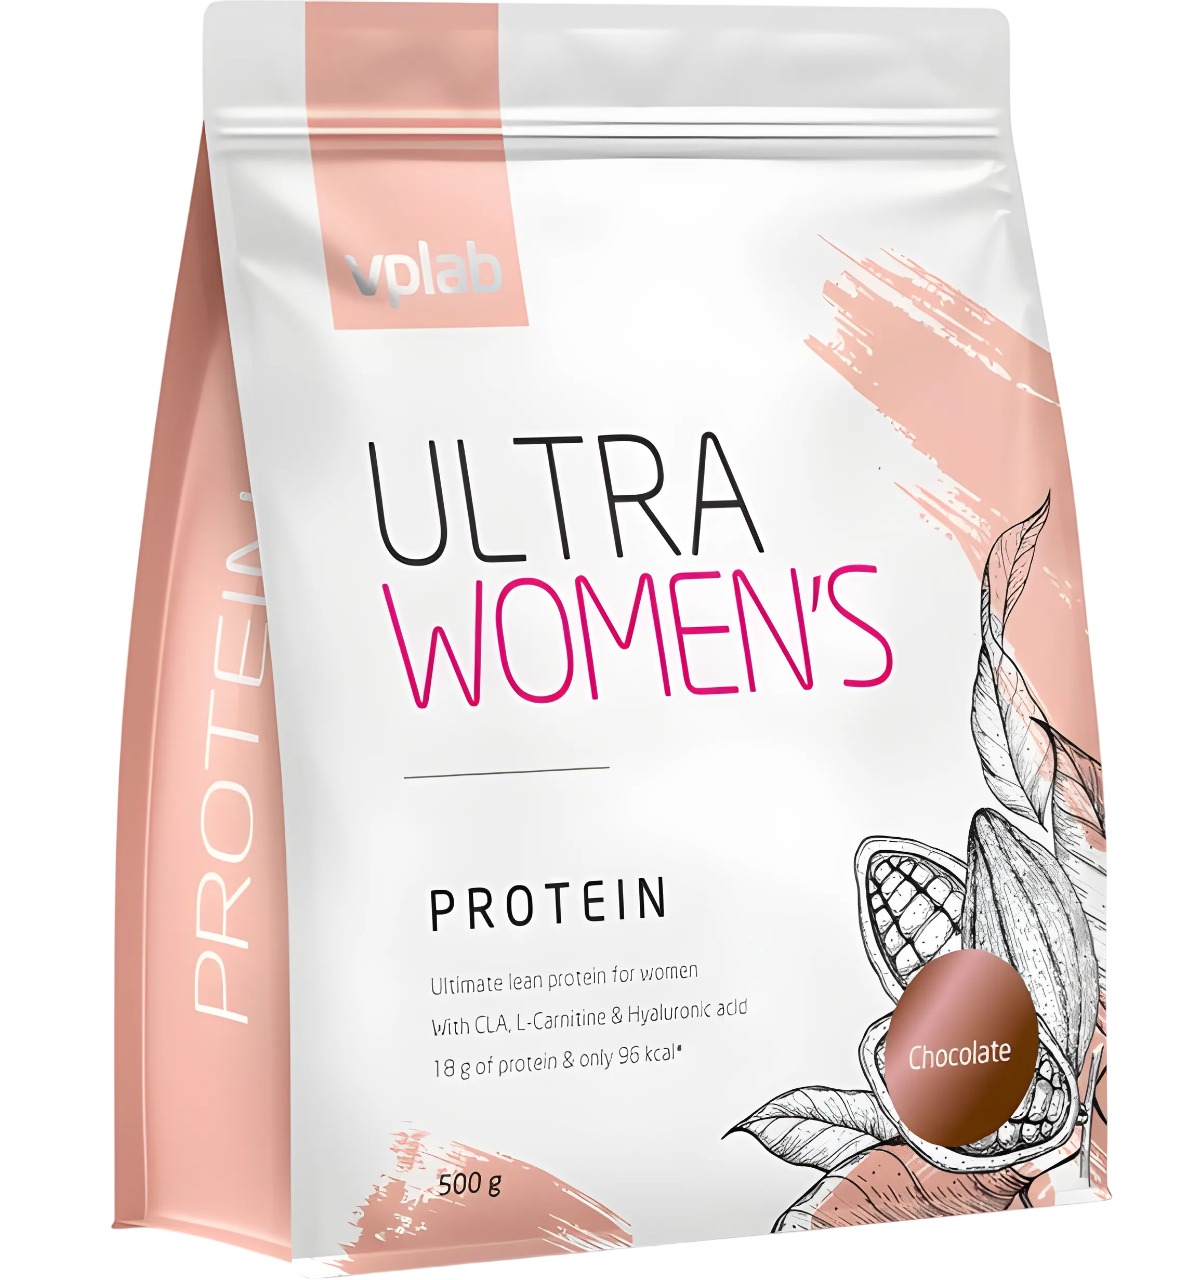 vplab
ULTRA
WOMEN'S
PROTEIN
Ultimate lean protein for women
With CLA, L-Carnitine & Hyaluronic acid
18 g of protein & only 96 kcal*
Chocolate
500 g
PROTEIN